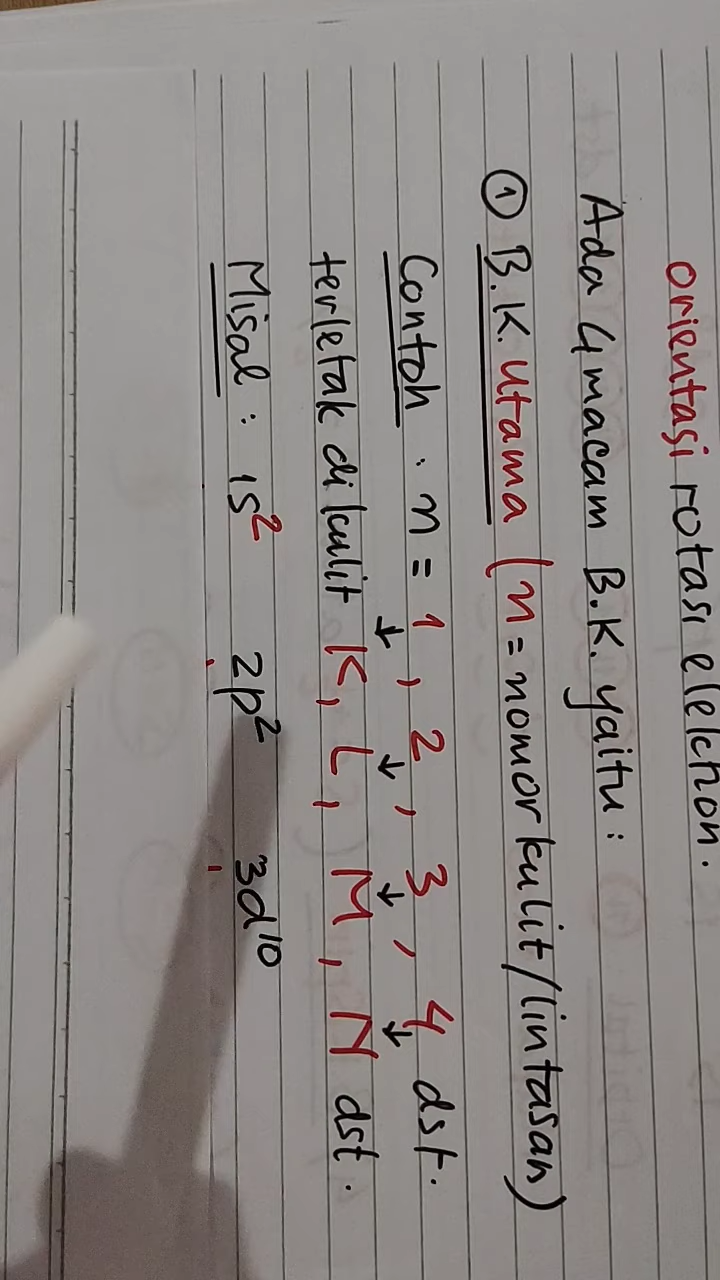 orientasi rotasi elektron.
Ada 4 macam B.K. yaitu:
① B.K. Utama (n = nomor kulit/lintasan)
Contoh . n = 1, 2, 3, 4 dst.
↓ ↓ ↓ ↓
terletak di kulit K, L, M, N dst.
Misal : 1s² 2p² 3d¹⁰